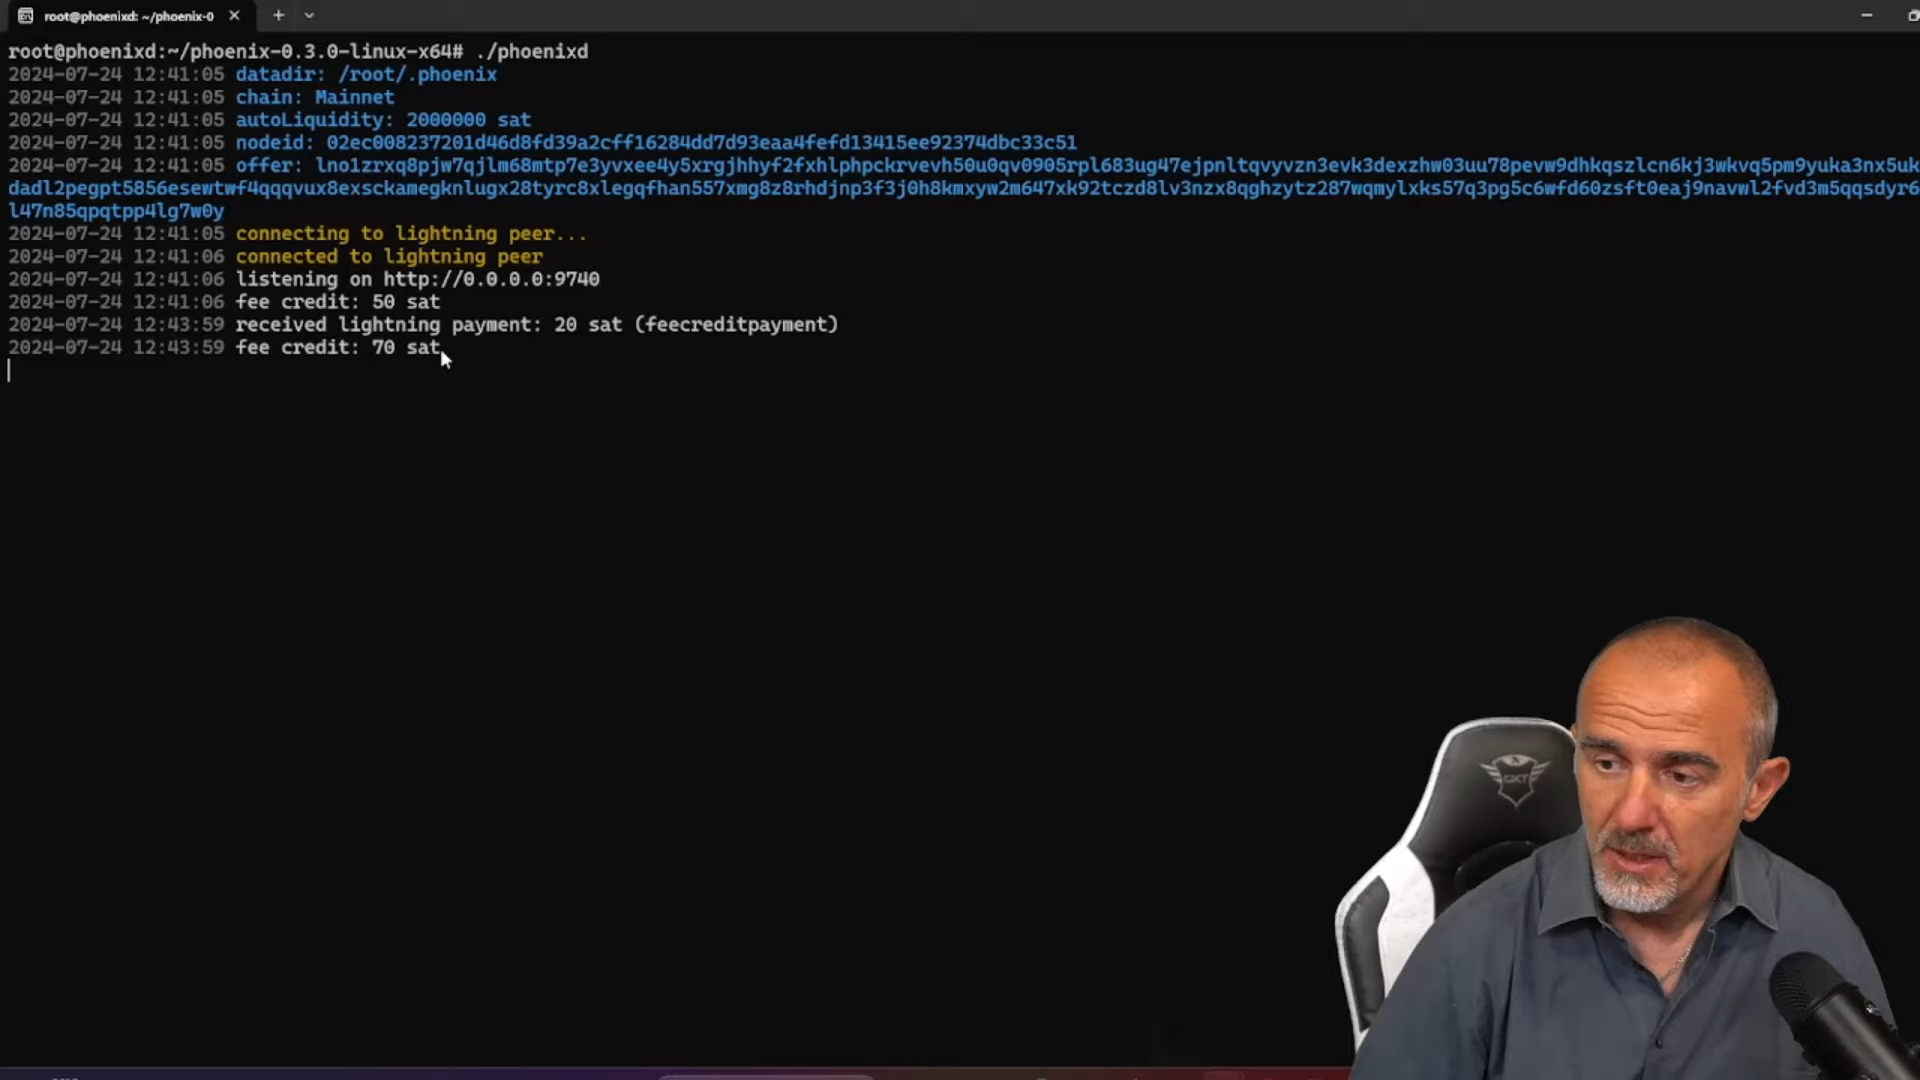 root@phoenixd: ~/phoenix-0
root@phoenixd:~/phoenix-0.3.0-linux-x64# ./phoenixd
2024-07-24 12:41:05 datadir: /root/.phoenix
2024-07-24 12:41:05 chain: Mainnet
2024-07-24 12:41:05 autoLiquidity: 2000000 sat
2024-07-24 12:41:05 nodeid: 02ec008237201d46d8fd39a2cff16284dd7d93eaa4fefd13415ee92374dbc33c51
2024-07-24 12:41:05 offer: lno1zrxq8pjw7qjlm68mtp7e3yvxee4y5xrgjhhyf2fxhlphpckrvevh50u0qv0905rpl683ug47ejpnltqvyvzn3evk3dexzhw03uu78pevw9dhkqszlcn6kj3wkvq5pm9yuka3nx5uk
dadl2pegpt5856esewtwf4qqqvux8exsckamegknlugx28tyrc8xlegqfhan557xmg8z8rhdjnp3f3j0h8kmxyw2m647xk92tczd8lv3nzx8qghzytz287wqmylxks57q3pg5c6wfd60zsft0eaj9navwl2fvd3m5qqsdyr6
l47n85qpqtpp4lg7w0y
2024-07-24 12:41:05 connecting to lightning peer...
2024-07-24 12:41:06 connected to lightning peer
2024-07-24 12:41:06 listening on http://0.0.0.0:9740
2024-07-24 12:41:06 fee credit: 50 sat
2024-07-24 12:43:59 received lightning payment: 20 sat (feecreditpayment)
2024-07-24 12:43:59 fee credit: 70 sat
GXT